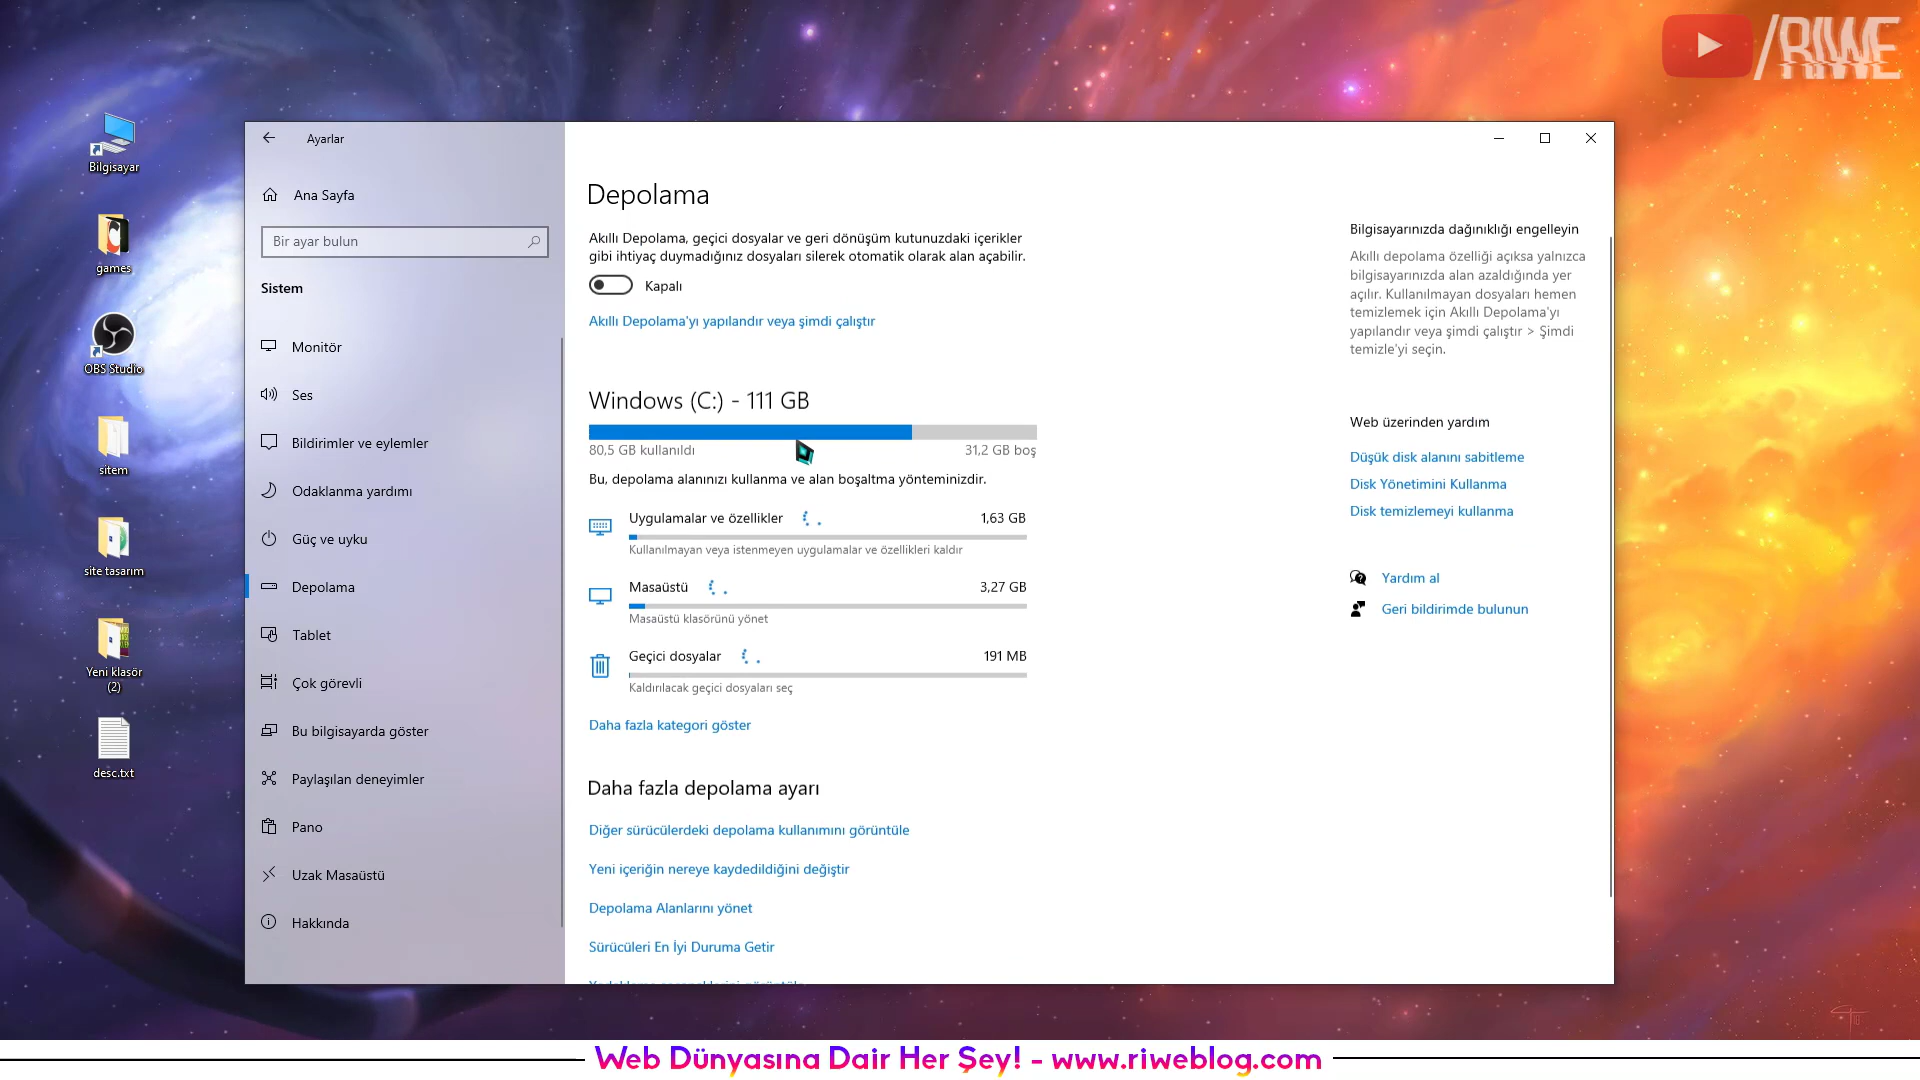 /RIWE
Bilgisayar
games
OBS Studio
sitem
site tasarım
Yeni klasör
(2)
desc.txt
Ayarlar
Ana Sayfa
Bir ayar bulun
Sistem
Monitör
Ses
Bildirimler ve eylemler
Odaklanma yardımı
Güç ve uyku
Depolama
Tablet
Çok görevli
Bu bilgisayarda göster
Paylaşılan deneyimler
Pano
Uzak Masaüstü
Hakkında
Depolama
Akıllı Depolama, geçici dosyalar ve geri dönüşüm kutunuzdaki içerikler
gibi ihtiyaç duymadığınız dosyaları silerek otomatik olarak alan açabilir.
Kapalı
Akıllı Depolama'yı yapılandır veya şimdi çalıştır
Windows (C:) - 111 GB
80,5 GB kullanıldı
31,2 GB boş
Bu, depolama alanınızı kullanma ve alan boşaltma yönteminizdir.
Uygulamalar ve özellikler
1,63 GB
Kullanılmayan veya istenmeyen uygulamalar ve özellikleri kaldır
Masaüstü
3,27 GB
Masaüstü klasörünü yönet
Geçici dosyalar
191 MB
Kaldırılacak geçici dosyaları seç
Daha fazla kategori göster
Daha fazla depolama ayarı
Diğer sürücülerdeki depolama kullanımını görüntüle
Yeni içeriğin nereye kaydedildiğini değiştir
Depolama Alanlarını yönet
Sürücüleri En İyi Duruma Getir
Bilgisayarınızda dağınıklığı engelleyin
Akıllı depolama özelliği açıksa yalnızca
bilgisayarınızda alan azaldığında yer
açılır. Kullanılmayan dosyaları hemen
temizlemek için Akıllı Depolama'yı
yapılandır veya şimdi çalıştır > Şimdi
temizle'yi seçin.
Web üzerinden yardım
Düşük disk alanını sabitleme
Disk Yönetimini Kullanma
Disk temizlemeyi kullanma
Yardım al
Geri bildirimde bulunun
Web Dünyasına Dair Her Şey! - www.riweblog.com